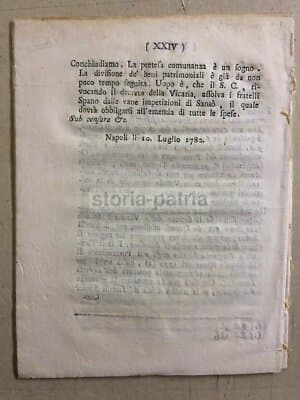 ( XXIV )
Conchiudiamo. La pretesa comunanza è un sogno.
La divisione de' beni patrimoniali è già da non
poco tempo seguita. Uopo è, che il S. C. ri-
vocando il decreto della Vicaria, assolva i fratelli
Spano dalle vane impetizioni di Sanaò, il quale
dovrà obbligarsi all'emenda di tutte le spese.
Sub censura &c.
Napoli li 10. Luglio 1782.
storia-patria